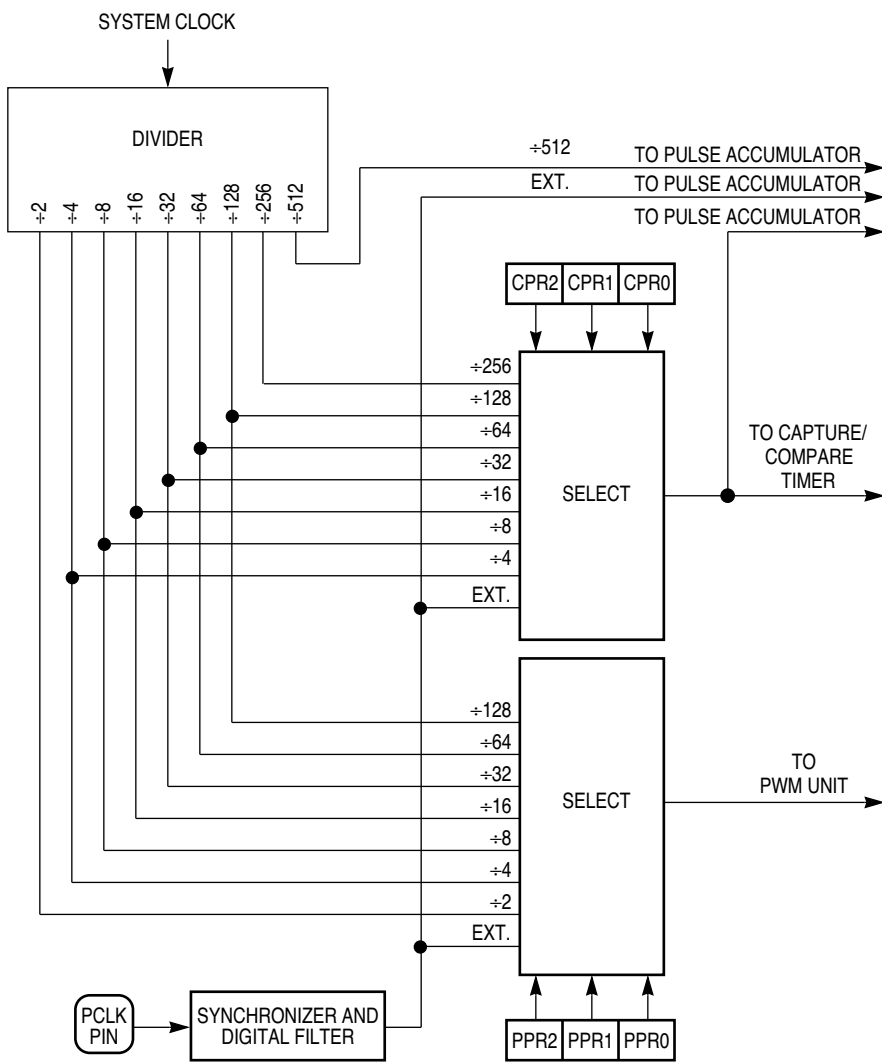 SYSTEM CLOCK
DIVIDER
÷2
÷4
÷8
÷16
÷32
÷64
÷128
÷256
÷512
÷512
TO PULSE ACCUMULATOR
EXT.
TO PULSE ACCUMULATOR
TO PULSE ACCUMULATOR
CPR2 CPR1 CPR0
÷256
÷128
÷64
÷32
÷16
÷8
÷4
EXT.
SELECT
TO CAPTURE/
COMPARE
TIMER
÷128
÷64
÷32
÷16
÷8
÷4
÷2
EXT.
SELECT
TO
PWM UNIT
PCLK
PIN
SYNCHRONIZER AND
DIGITAL FILTER
PPR2 PPR1 PPR0